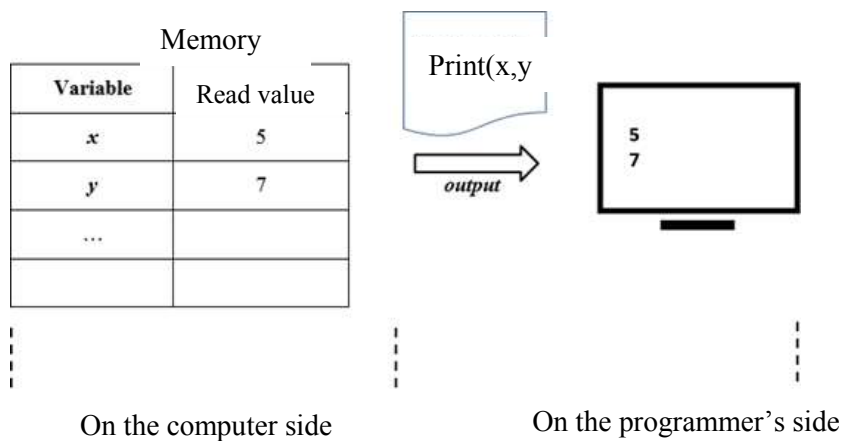 Memory
Variable Read value
x 5
y 7
...
Print(x,y
output
5
7
On the computer side
On the programmer’s side